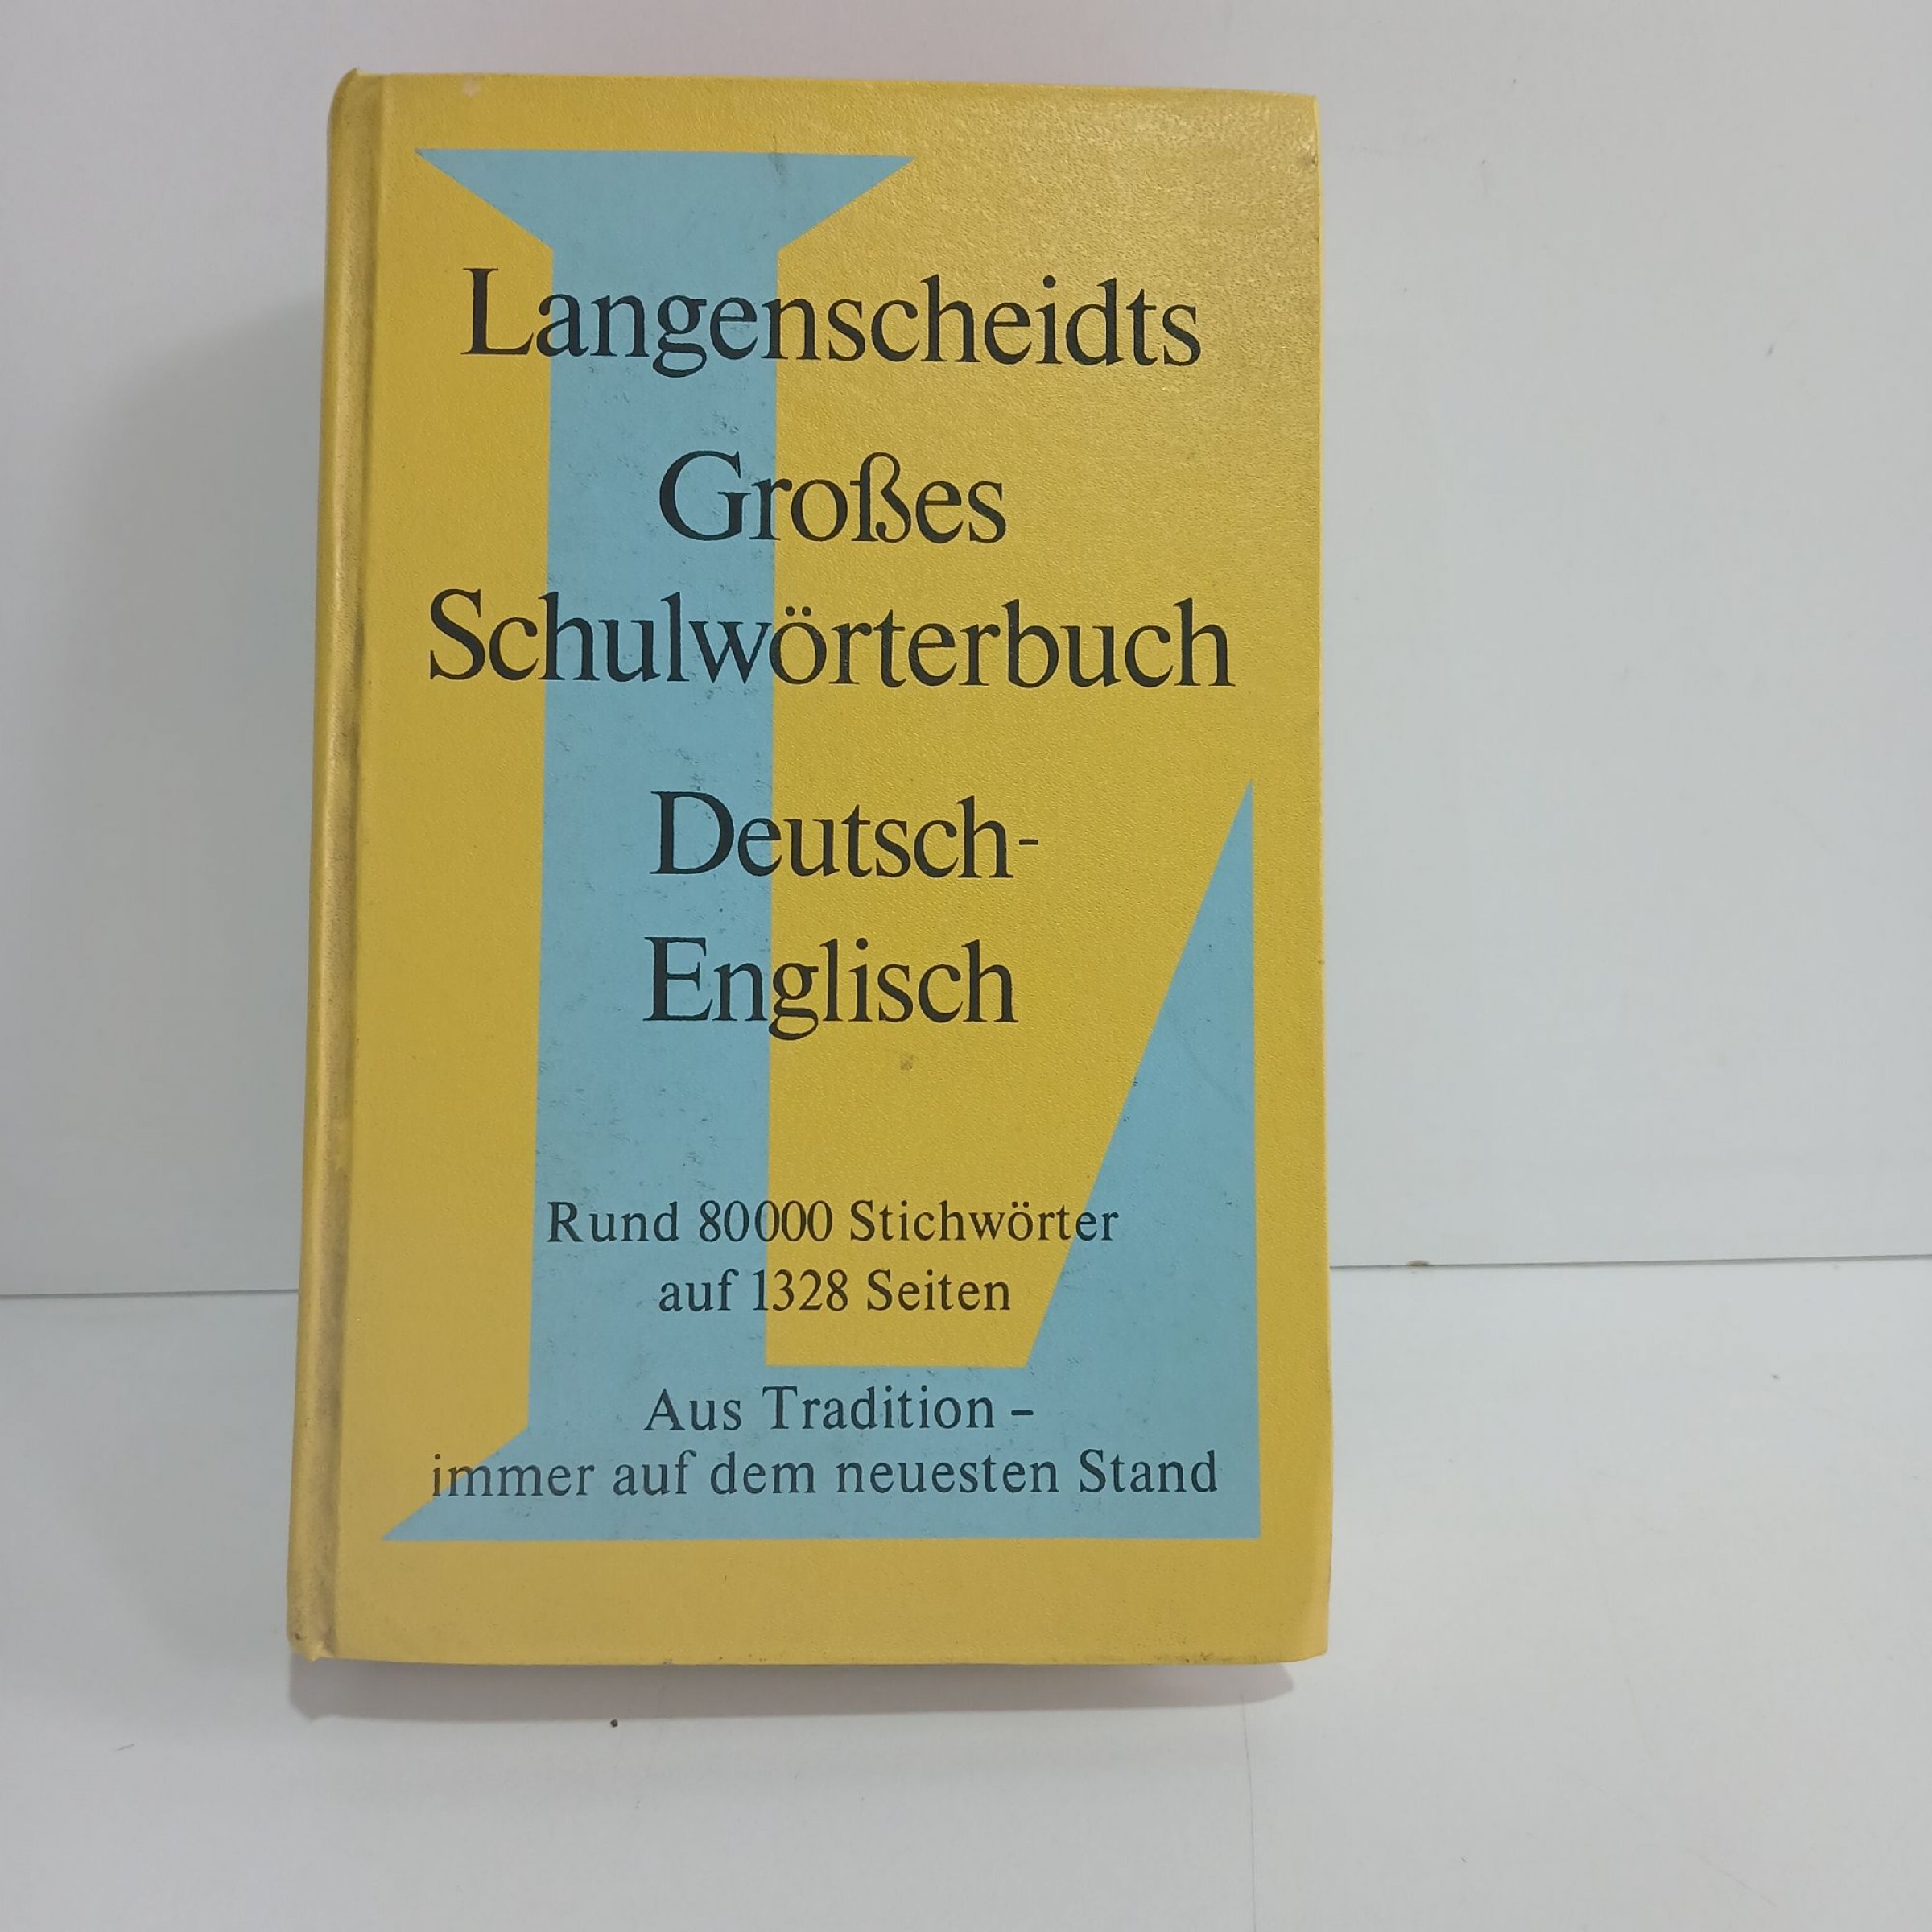 Langenscheidts
Großes
Schulwörterbuch
Deutsch-
Englisch
Rund 80000 Stichwörter
auf 1328 Seiten
Aus Tradition –
immer auf dem neuesten Stand